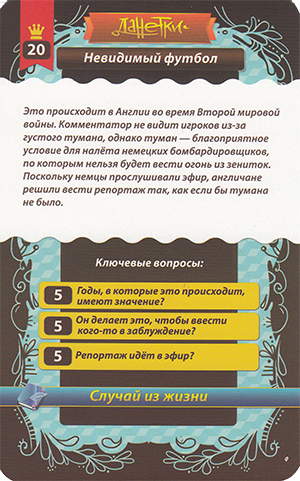 ДАНЕТКИ
20
Невидимый футбол
Это происходит в Англии во время Второй мировой
войны. Комментатор не видит игроков из-за
густого тумана, однако туман — благоприятное
условие для налёта немецких бомбардировщиков,
по которым нельзя будет вести огонь из зениток.
Поскольку немцы прослушивали эфир, англичане
решили вести репортаж так, как если бы тумана
не было.
Ключевые вопросы:
5
Годы, в которые это происходит,
имеют значение?
5
Он делает это, чтобы ввести
кого-то в заблуждение?
5
Репортаж идёт в эфир?
Случай из жизни